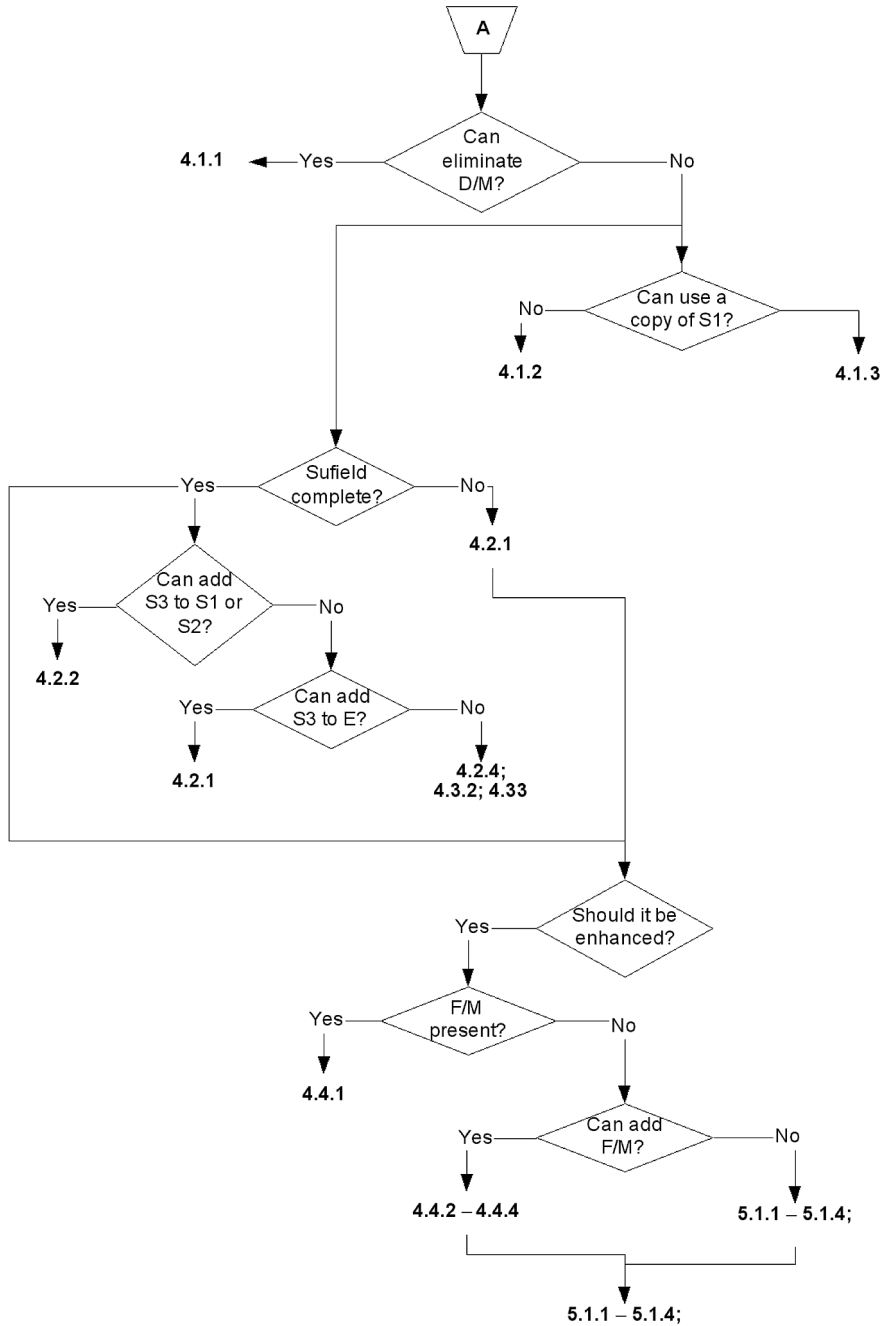 A
Can
eliminate
D/M?
4.1.1
Yes
No
Can use a
copy of S1?
No
4.1.2
4.1.3
Sufield
complete?
Yes
No
4.2.1
Can add
S3 to S1 or
S2?
Yes
No
4.2.2
Can add
S3 to E?
Yes
No
4.2.1
4.2.4;
4.3.2; 4.33
Should it be
enhanced?
Yes
F/M
present?
Yes
No
4.4.1
Can add
F/M?
Yes
No
4.4.2 – 4.4.4
5.1.1 – 5.1.4;
5.1.1 – 5.1.4;